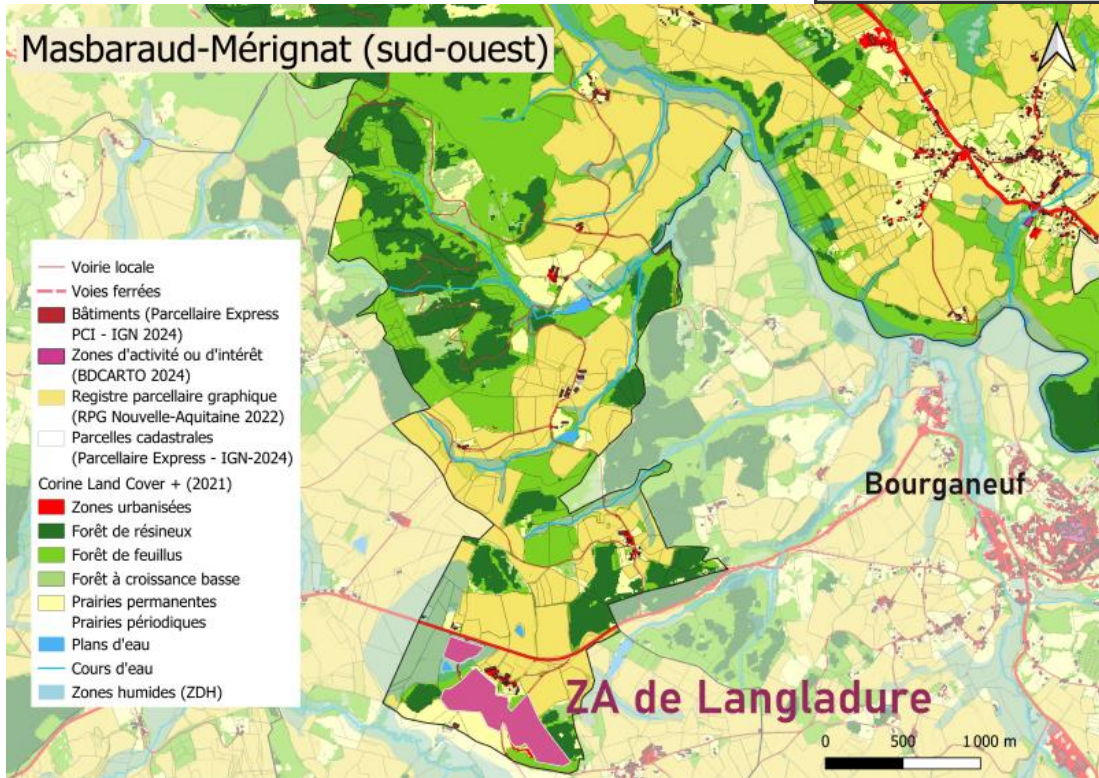 Masbaraud-Mérignat (sud-ouest)
Voirie locale
Voies ferrées
Bâtiments (Parcellaire Express
PCI - IGN 2024)
Zones d'activité ou d'intérêt
(BDCARTO 2024)
Registre parcellaire graphique
(RPG Nouvelle-Aquitaine 2022)
Parcelles cadastrales
(Parcellaire Express - IGN-2024)
Corine Land Cover + (2021)
Zones urbanisées
Forêt de résineux
Forêt de feuillus
Forêt à croissance basse
Prairies permanentes
Prairies périodiques
Plans d'eau
Cours d'eau
Zones humides (ZDH)
Bourganeuf
ZA de Langladure
0 500 1 000 m